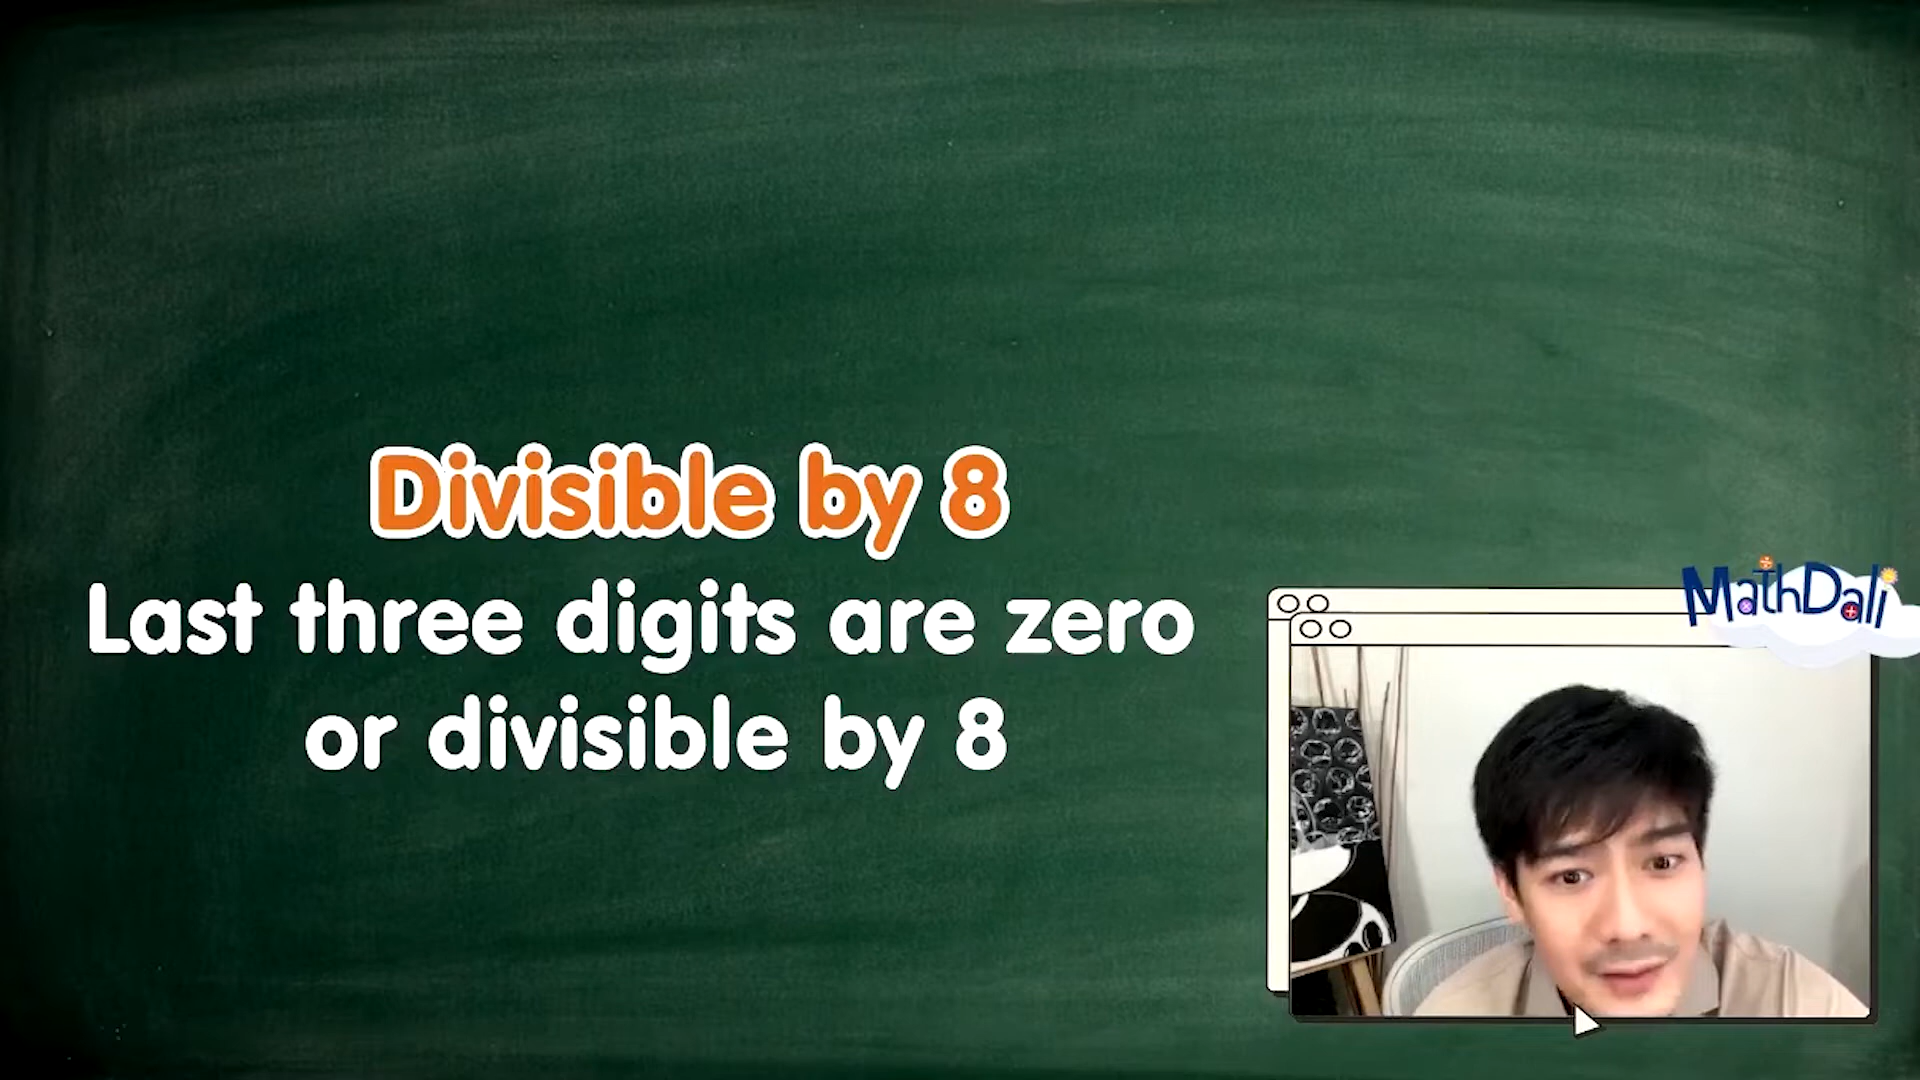 Divisible by 8
Last three digits are zero
or divisible by 8
MathDali